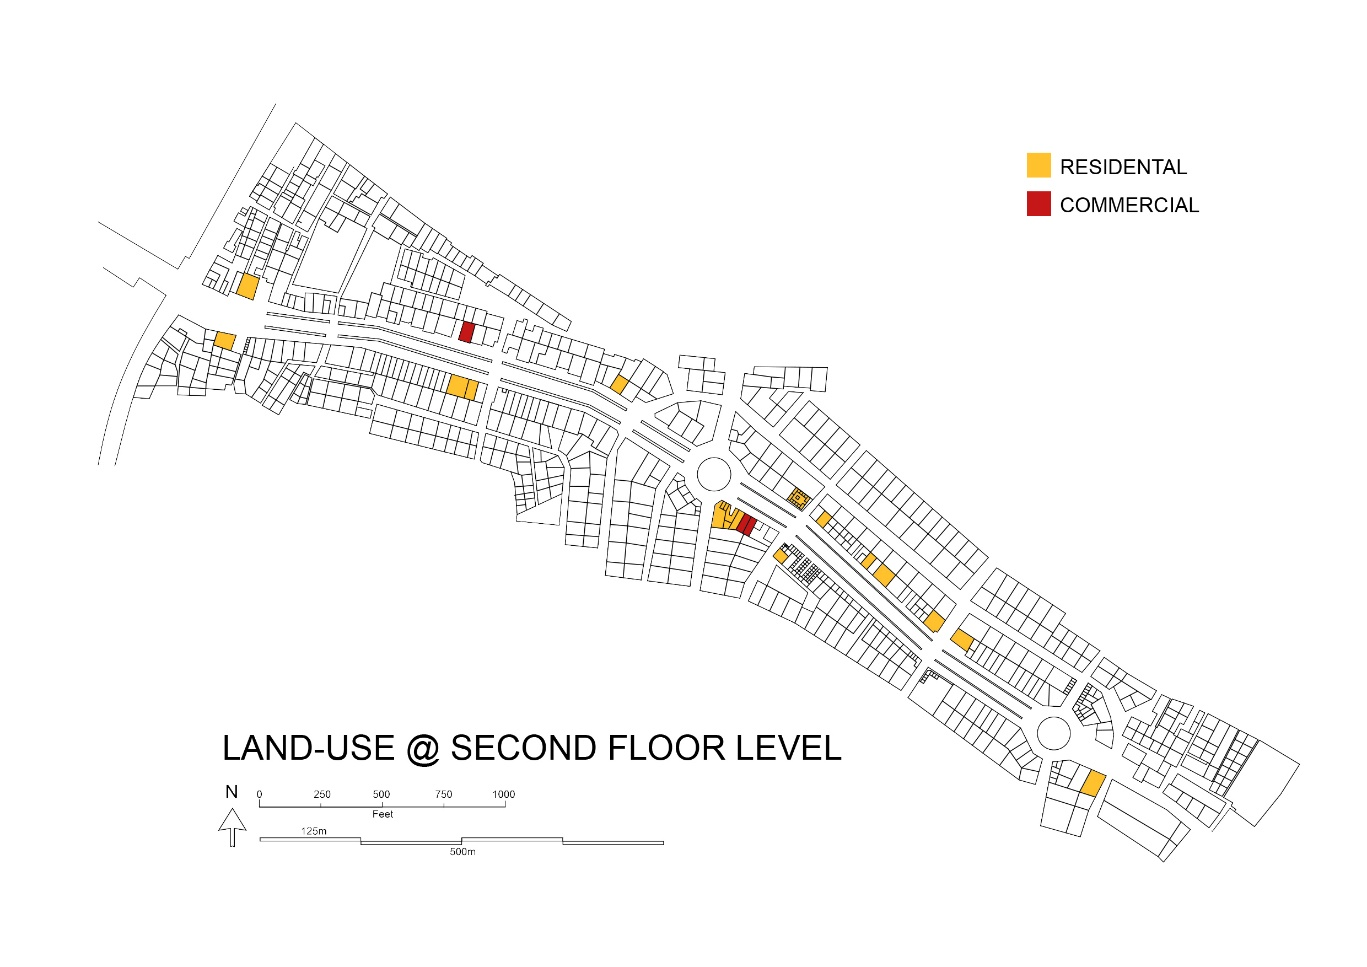 RESIDENTAL
COMMERCIAL
LAND-USE @ SECOND FLOOR LEVEL
N
0 250 500 750 1000
Feet
125m
500m